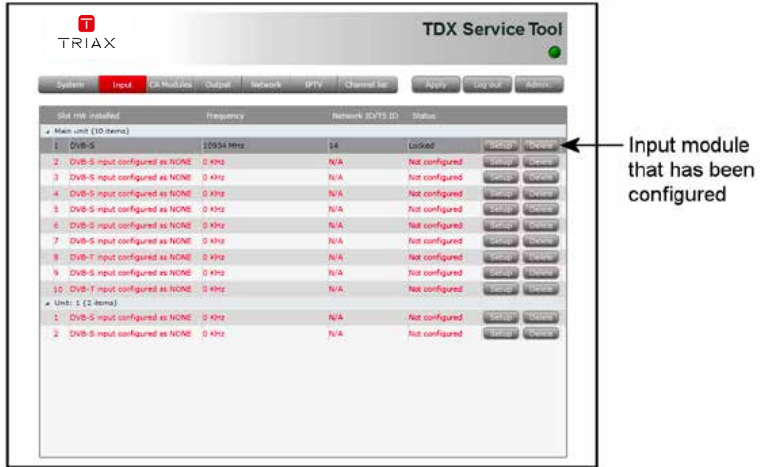 TRIAX
TDX Service Tool
System Input CA Modules Output Network IPTV Channel list Apply Log out Admin.
Slot HW installed Frequency Network ID/TS ID Status
Main unit (10 items)
1 DVB-S 10934 MHz 14 Locked Setup Delete
2 DVB-S input configured as NONE 0 KHz N/A Not configured Setup Delete
3 DVB-S input configured as NONE 0 KHz N/A Not configured Setup Delete
4 DVB-S input configured as NONE 0 KHz N/A Not configured Setup Delete
5 DVB-S input configured as NONE 0 KHz N/A Not configured Setup Delete
6 DVB-S input configured as NONE 0 KHz N/A Not configured Setup Delete
7 DVB-S input configured as NONE 0 KHz N/A Not configured Setup Delete
8 DVB-T input configured as NONE 0 KHz N/A Not configured Setup Delete
9 DVB-S input configured as NONE 0 KHz N/A Not configured Setup Delete
10 DVB-T input configured as NONE 0 KHz N/A Not configured Setup Delete
Unit: 1 (2 items)
1 DVB-S input configured as NONE 0 KHz N/A Not configured Setup Delete
2 DVB-S input configured as NONE 0 KHz N/A Not configured Setup Delete
Input module
that has been
configured